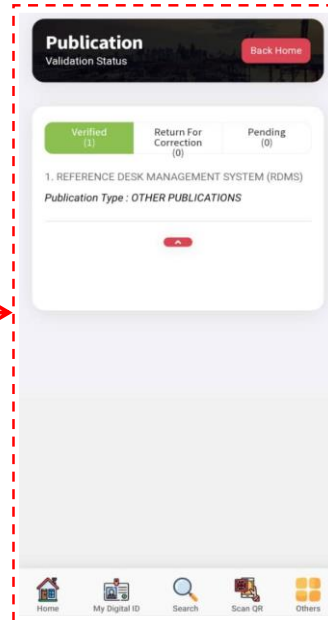 Publication
Validation Status
Back Home
Verified
(1)
Return For
Correction
(0)
Pending
(0)
1. REFERENCE DESK MANAGEMENT SYSTEM (RDMS)
Publication Type : OTHER PUBLICATIONS
Home
My Digital ID
Search
Scan QR
Others